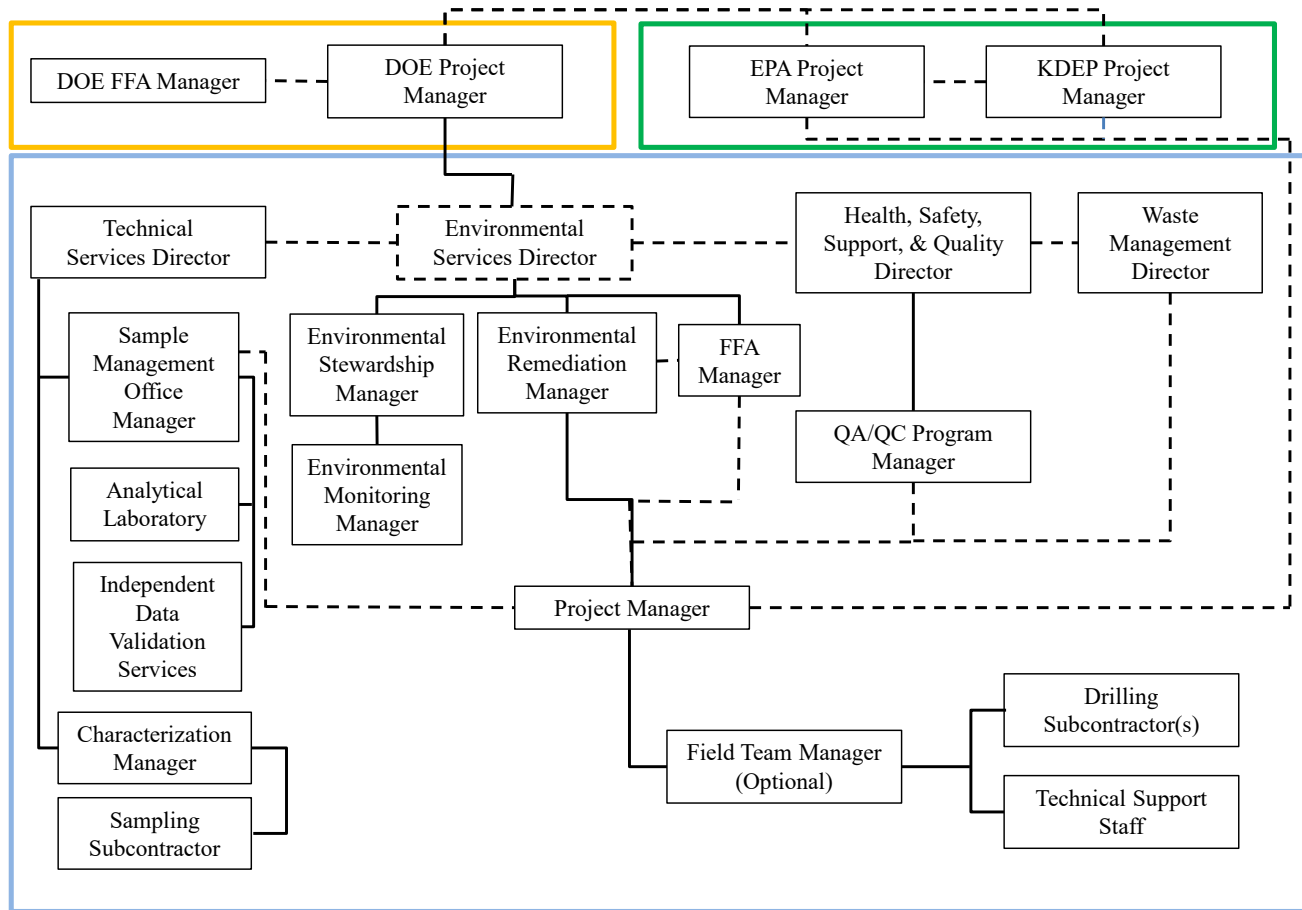 DOE FFA Manager
DOE Project
Manager
EPA Project
Manager
KDEP Project
Manager
Technical
Services Director
Environmental
Services Director
Health, Safety,
Support, & Quality
Director
Waste
Management
Director
Sample
Management
Office
Manager
Environmental
Stewardship
Manager
Environmental
Remediation
Manager
FFA
Manager
QA/QC Program
Manager
Environmental
Monitoring
Manager
Analytical
Laboratory
Independent
Data
Validation
Services
Project Manager
Characterization
Manager
Sampling
Subcontractor
Field Team Manager
(Optional)
Drilling
Subcontractor(s)
Technical Support
Staff